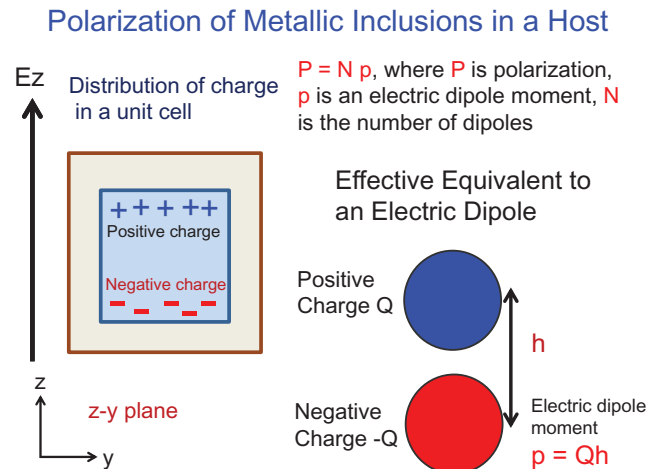 Polarization of Metallic Inclusions in a Host
Ez
Distribution of charge
in a unit cell
P = N p, where P is polarization,
p is an electric dipole moment, N
is the number of dipoles
+ + + + +
Positive charge
Negative charge
- - - - -
z
y
z-y plane
Effective Equivalent to
an Electric Dipole
Positive
Charge Q
h
Negative
Charge -Q
Electric dipole
moment
p = Qh